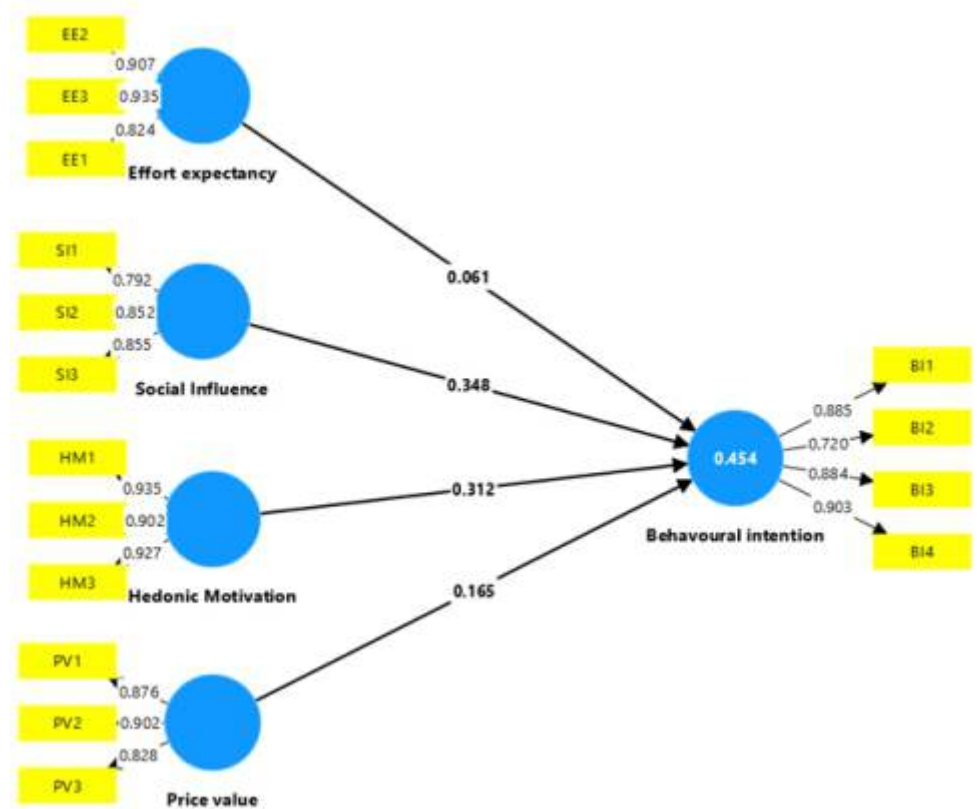 EE2
0.907
EE3
0.935
0.824
EE1
Effort expectancy
0.061
SI1
0.792
SI2
0.852
0.855
SI3
Social Influence
0.348
HM1
0.935
HM2
0.902
0.927
HM3
Hedonic Motivation
0.312
PV1
0.876
PV2
0.902
0.828
PV3
Price value
0.165
0.454
Behavoural intention
BI1
0.885
BI2
0.720
0.884
BI3
0.903
BI4